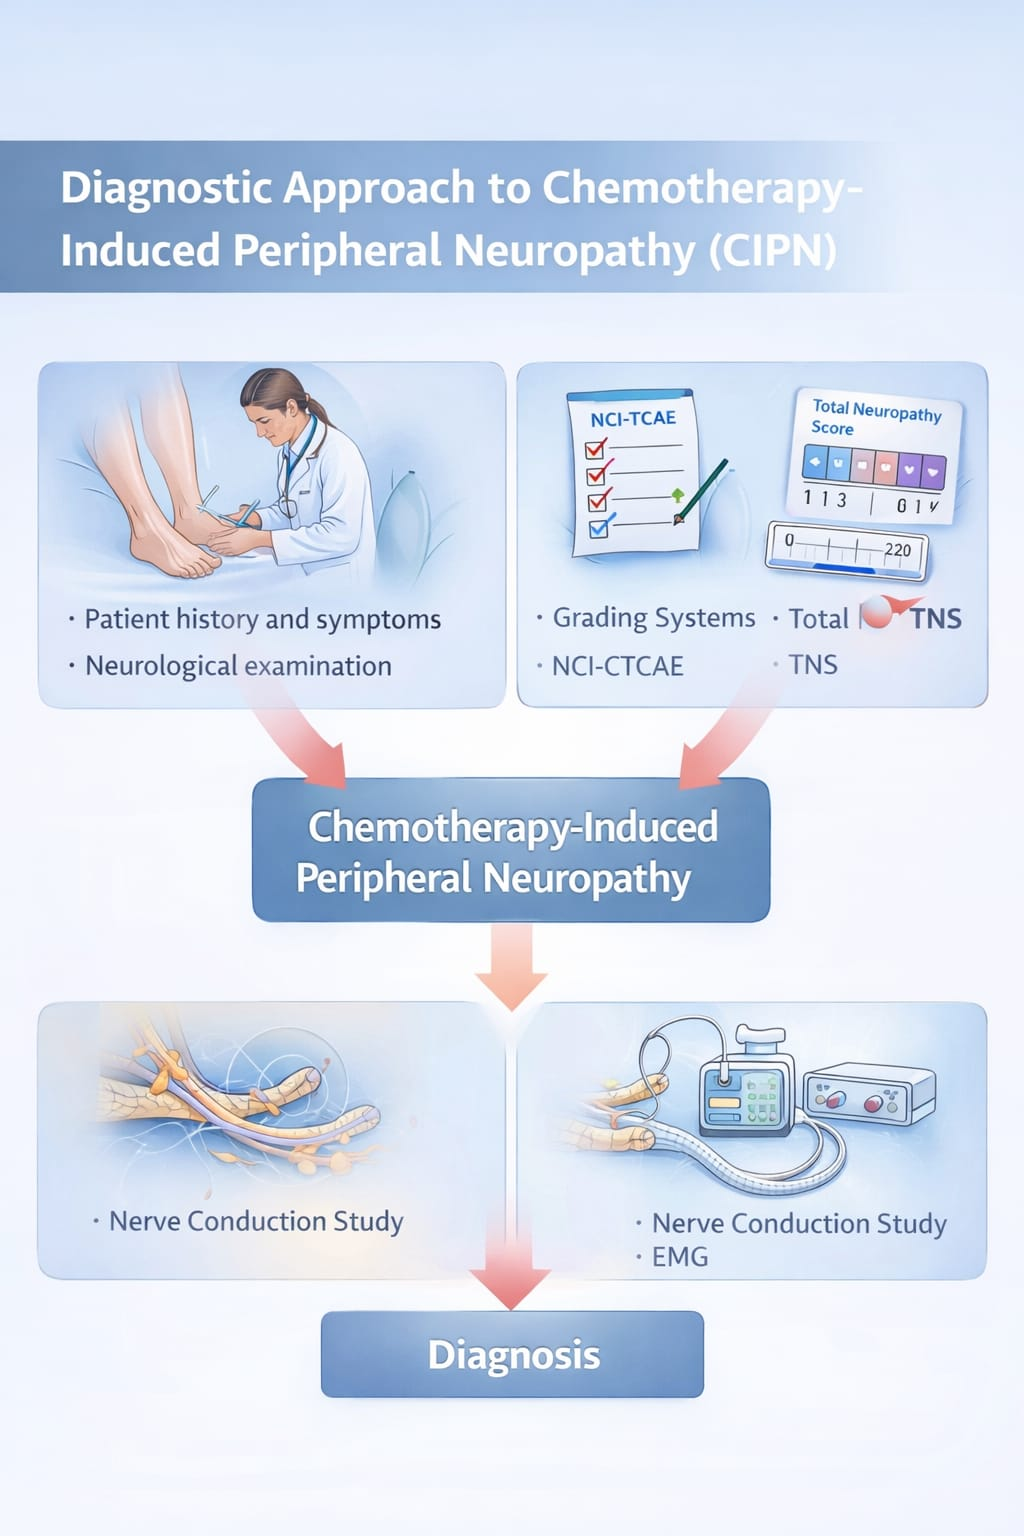 Diagnostic Approach to Chemotherapy-
Induced Peripheral Neuropathy (CIPN)
NCI-TCAE
Total Neuropathy
Score
1 1 3
0
220
· Patient history and symptoms
· Neurological examination
· Grading Systems
· NCI-CTCAE
· Total TNS
· TNS
Chemotherapy-Induced
Peripheral Neuropathy
· Nerve Conduction Study
· Nerve Conduction Study
· EMG
Diagnosis